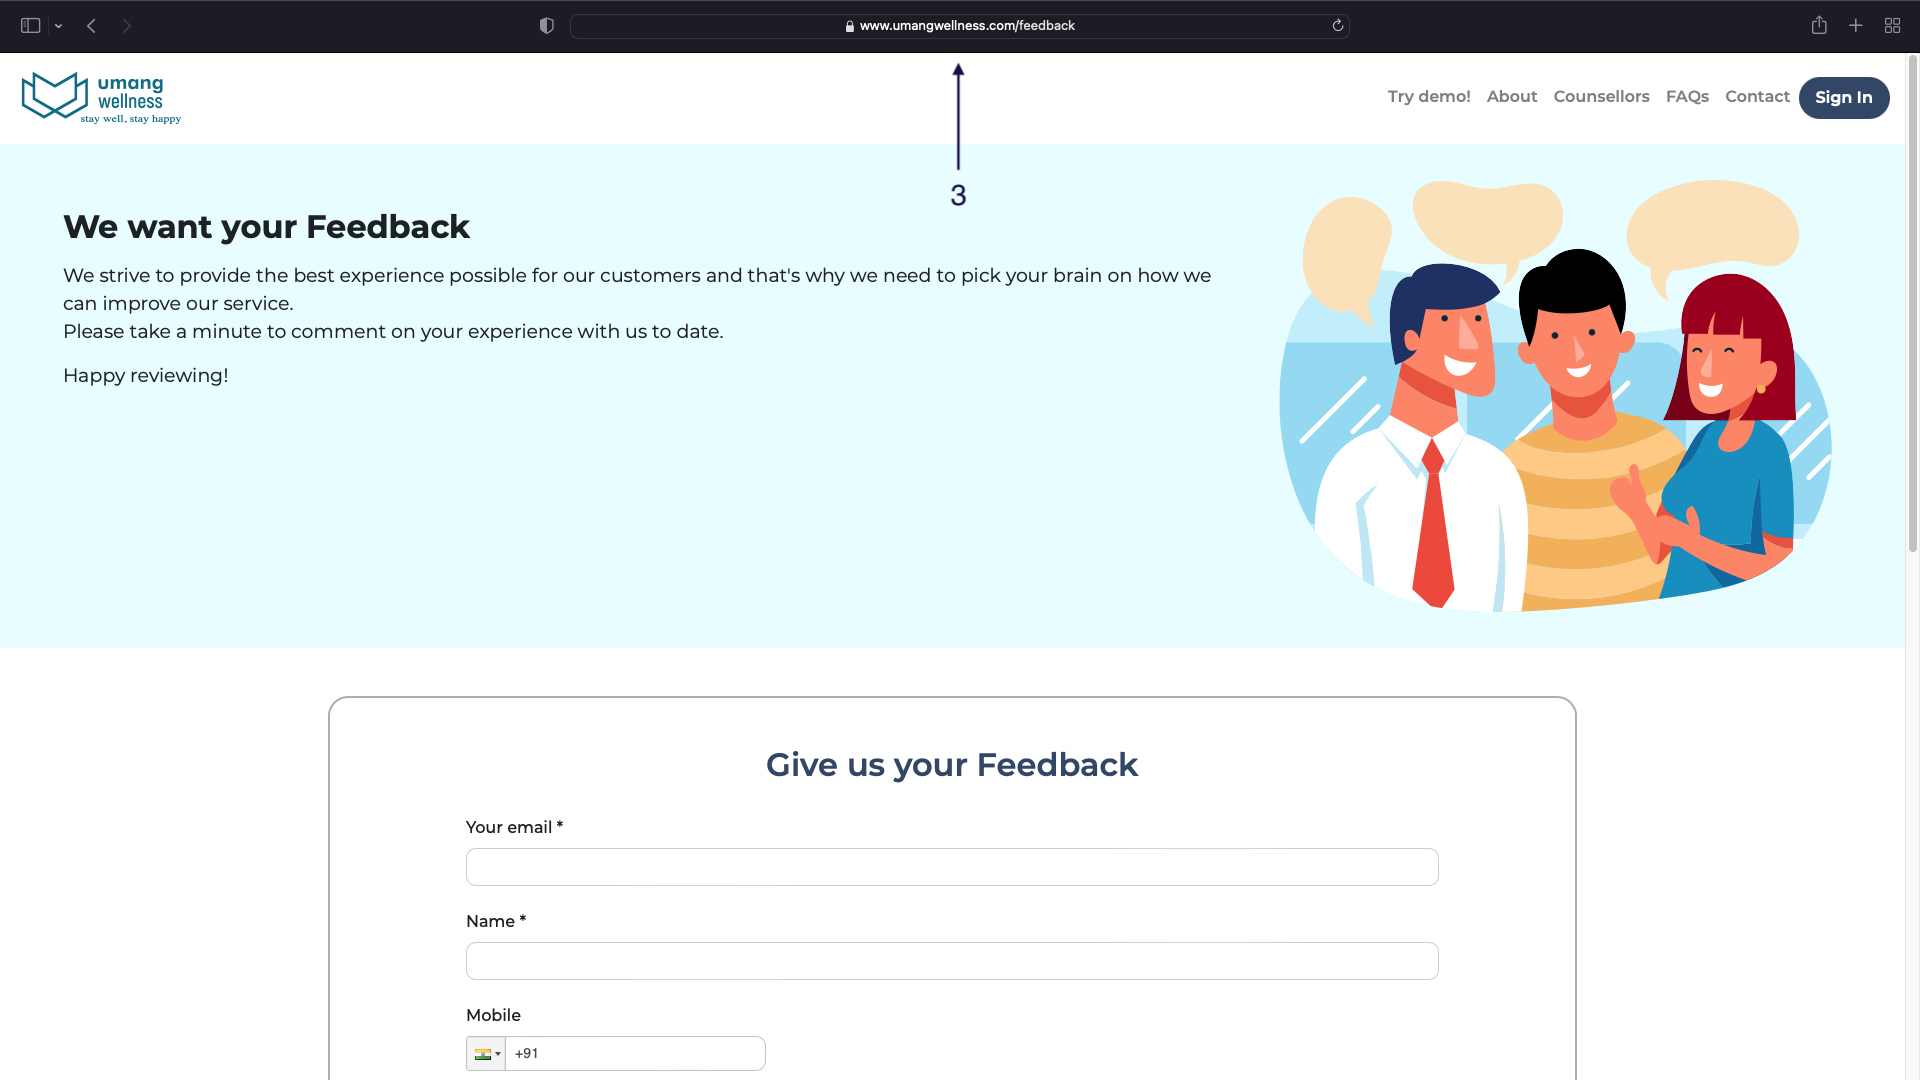 www.umangwellness.com/feedback
umang
wellness
stay well, stay happy
Try demo! About Counsellors FAQs Contact Sign In
3
We want your Feedback
We strive to provide the best experience possible for our customers and that's why we need to pick your brain on how we
can improve our service.
Please take a minute to comment on your experience with us to date.
Happy reviewing!
Give us your Feedback
Your email *
Name *
Mobile
+91